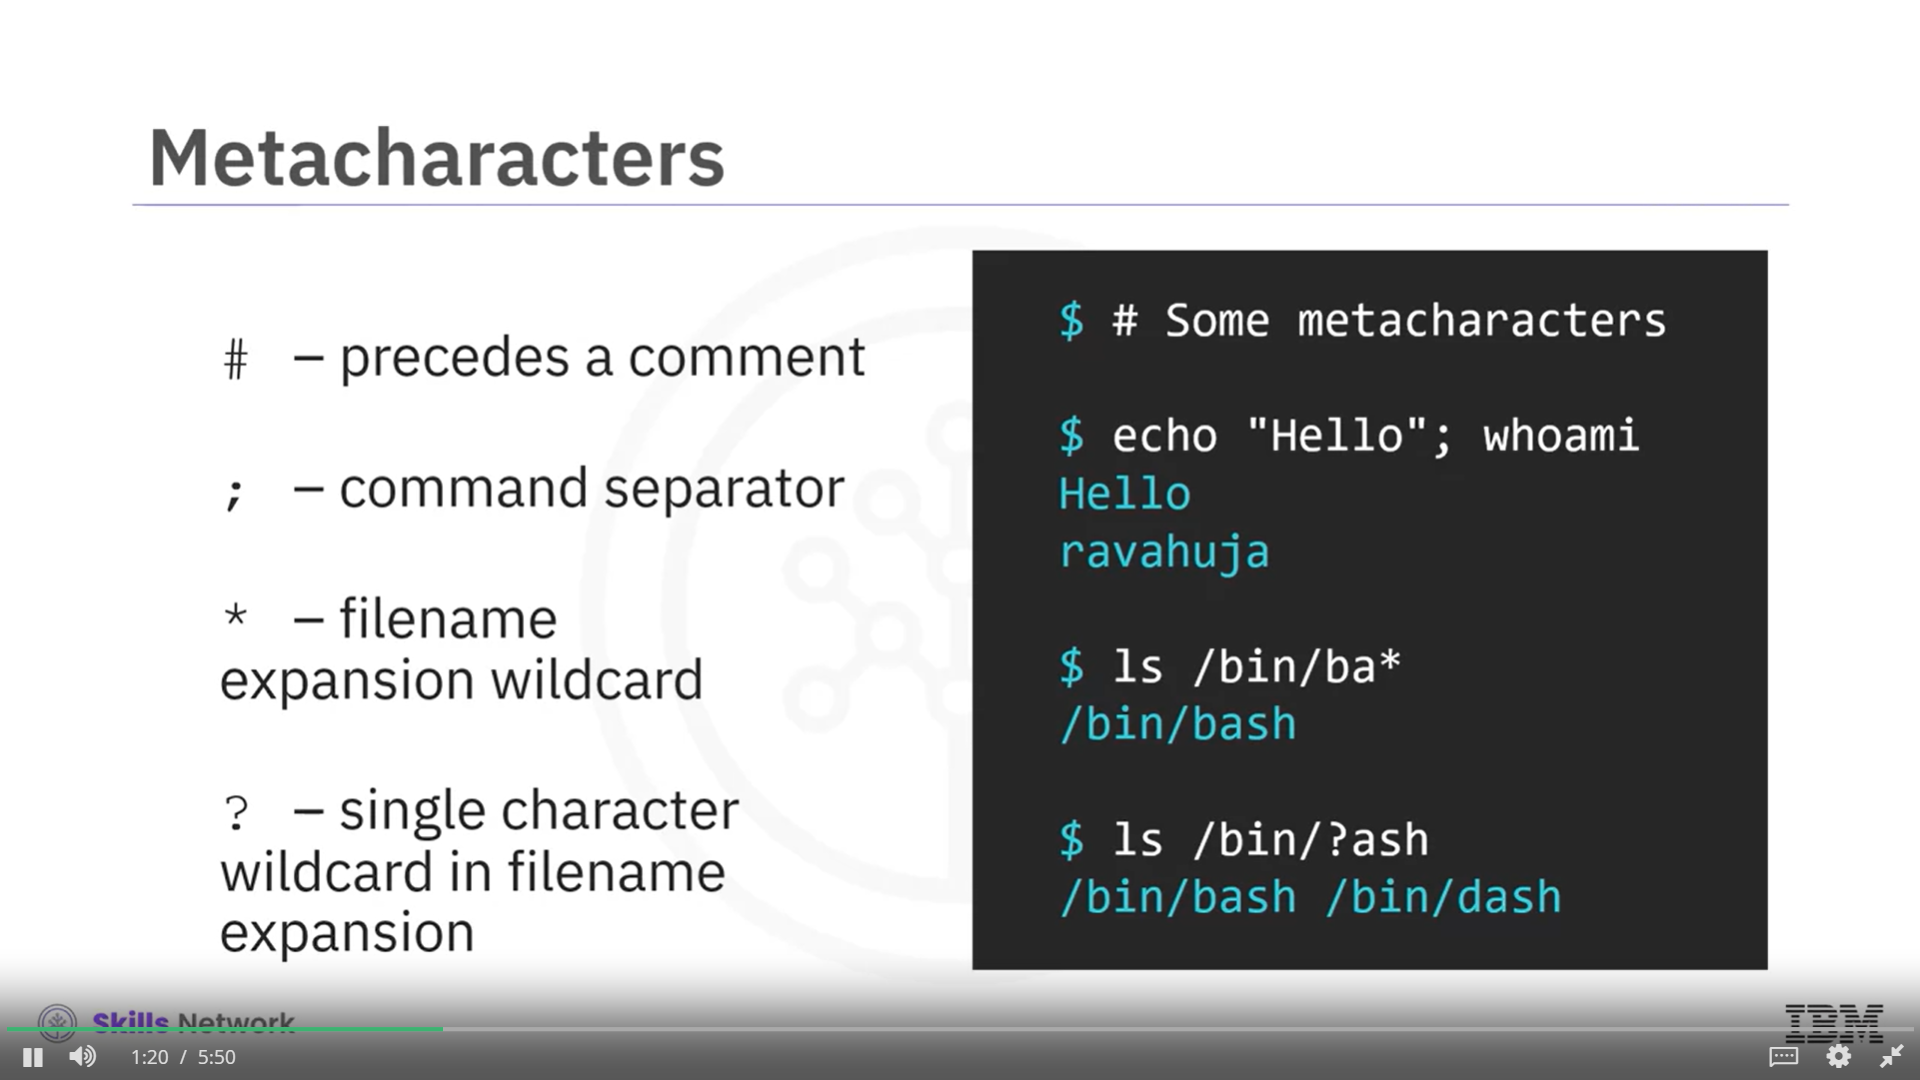 Metacharacters
# – precedes a comment
; – command separator
* – filename
expansion wildcard
? – single character
wildcard in filename
expansion
$ # Some metacharacters
$ echo "Hello"; whoami
Hello
ravahuja
$ ls /bin/ba*
/bin/bash
$ ls /bin/?ash
/bin/bash /bin/dash
Skills Network
IBM
1:20 / 5:50